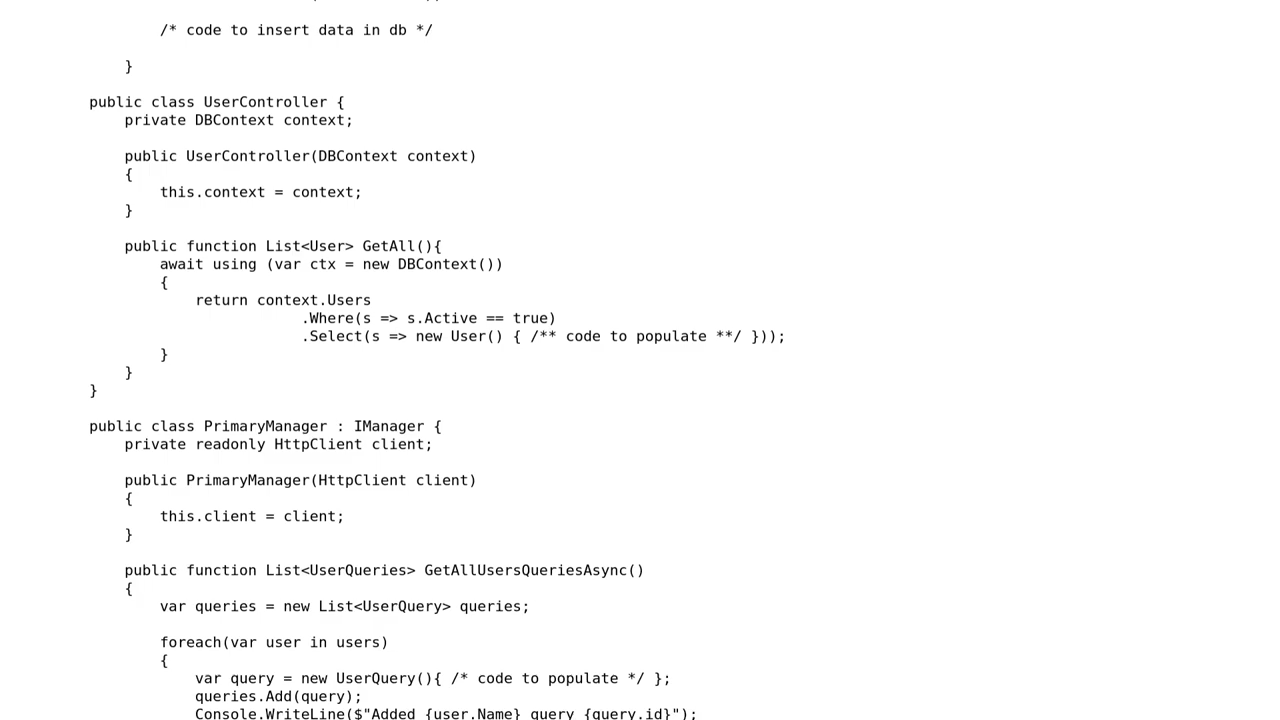 /* code to insert data in db */
}
public class UserController {
private DBContext context;
public UserController(DBContext context)
{
this.context = context;
}
public function List<User> GetAll(){
await using (var ctx = new DBContext())
{
return context.Users
.Where(s => s.Active == true)
.Select(s => new User() { /** code to populate **/ }));
}
}
}
public class PrimaryManager : IManager {
private readonly HttpClient client;
public PrimaryManager(HttpClient client)
{
this.client = client;
}
public function List<UserQueries> GetAllUsersQueriesAsync()
{
var queries = new List<UserQuery> queries;
foreach(var user in users)
{
var query = new UserQuery(){ /* code to populate */ };
queries.Add(query);
Console.WriteLine($"Added {user.Name} query {query.id}");